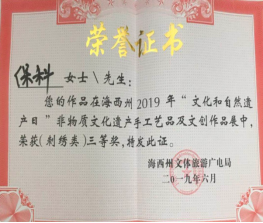 荣誉证书
保科 女士\先生:
您的作品在海西州2019年“文化和自然遗
产日”非物质文化遗产手工艺品及文创作品展中,
荣获(刺绣类)三等奖,特发此证。
海西州文体旅游广电局
二〇一九年六月